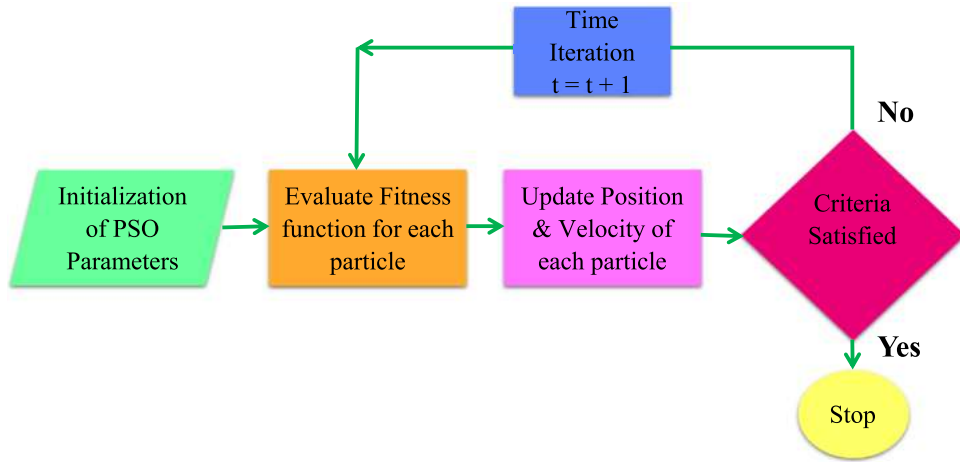 Time
Iteration
t = t + 1
No
Initialization
of PSO
Parameters
Evaluate Fitness
function for each
particle
Update Position
& Velocity of
each particle
Criteria
Satisfied
Yes
Stop